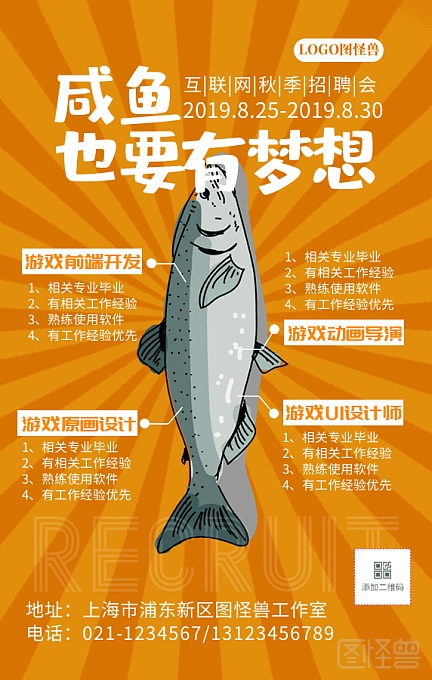 LOGO图怪兽
互|联|网|秋|季|招|聘|会
2019.8.25-2019.8.30
咸鱼
也要有梦想
游戏前端开发
1、相关专业毕业
2、有相关工作经验
3、熟练使用软件
4、有工作经验优先
1、相关专业毕业
2、有相关工作经验
3、熟练使用软件
4、有工作经验优先
游戏动画导演
游戏原画设计
1、相关专业毕业
2、有相关工作经验
3、熟练使用软件
4、有工作经验优先
游戏UI设计师
1、相关专业毕业
2、有相关工作经验
3、熟练使用软件
4、有工作经验优先
RECRUIT
添加二维码
地址：上海市浦东新区图怪兽工作室
电话：021-1234567/13123456789
图怪兽